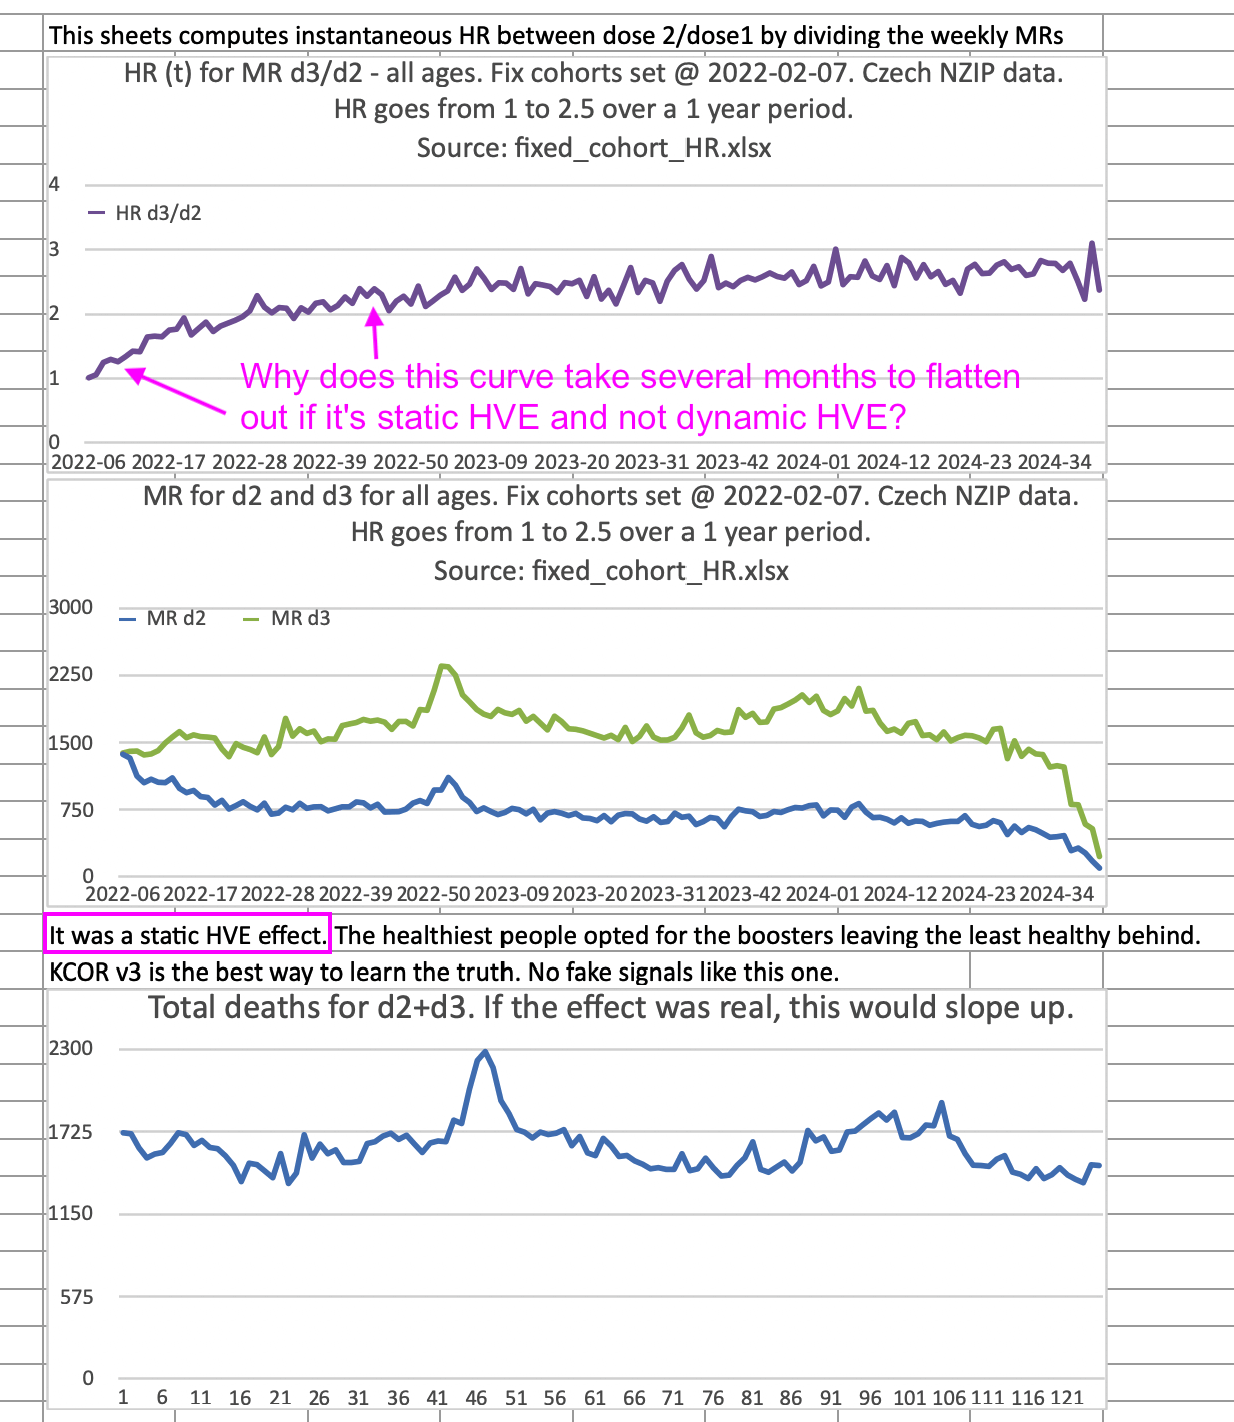 This sheets computes instantaneous HR between dose 2/dose1 by dividing the weekly MRs
HR (t) for MR d3/d2 - all ages. Fix cohorts set @ 2022-02-07. Czech NZIP data.
HR goes from 1 to 2.5 over a 1 year period.
Source: fixed_cohort_HR.xlsx
4
HR d3/d2
3
2
1
0
Why does this curve take several months to flatten
out if it's static HVE and not dynamic HVE?
2022-06 2022-17 2022-28 2022-39 2022-50 2023-09 2023-20 2023-31 2023-42 2024-01 2024-12 2024-23 2024-34
MR for d2 and d3 for all ages. Fix cohorts set @ 2022-02-07. Czech NZIP data.
HR goes from 1 to 2.5 over a 1 year period.
Source: fixed_cohort_HR.xlsx
3000
MR d2 MR d3
2250
1500
750
0
2022-06 2022-17 2022-28 2022-39 2022-50 2023-09 2023-20 2023-31 2023-42 2024-01 2024-12 2024-23 2024-34
It was a static HVE effect. The healthiest people opted for the boosters leaving the least healthy behind.
KCOR v3 is the best way to learn the truth. No fake signals like this one.
Total deaths for d2+d3. If the effect was real, this would slope up.
2300
1725
1150
575
0
1 6 11 16 21 26 31 36 41 46 51 56 61 66 71 76 81 86 91 96 101 106 111 116 121